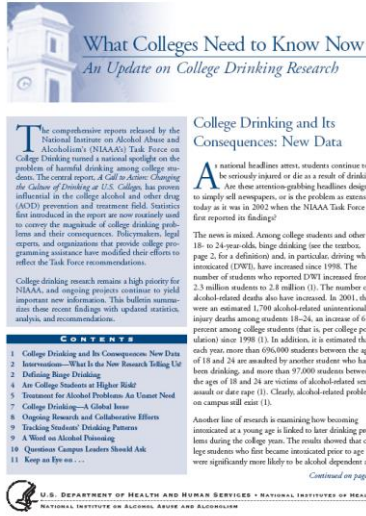 What Colleges Need to Know Now
An Update on College Drinking Research
The comprehensive reports released by the
National Institute on Alcohol Abuse and
Alcoholism's (NIAAA's) Task Force on
College Drinking turned a national spotlight on the
problem of harmful drinking among college stu-
dents. The central report, A Call to Action: Changing
the Culture of Drinking at U.S. Colleges, has proven
influential in the college alcohol and other drug
(AOD) prevention and treatment field. Statistics
first introduced in the report are now routinely used
to convey the magnitude of college drinking prob-
lems and their consequences. Policymakers, legal
experts, and organizations that provide college pro-
gramming assistance have modified their efforts to
reflect the Task Force recommendations.
College drinking research remains a high priority for
NIAAA, and ongoing projects continue to yield
important new information. This bulletin summa-
rizes these recent findings with updated statistics,
analysis, and recommendations.
CONTENTS
1 College Drinking and Its Consequences: New Data
2 Interventions—What Is the New Research Telling Us?
2 Defining Binge Drinking
4 Are College Students at Higher Risk?
5 Treatment for Alcohol Problems: An Unmet Need
7 College Drinking—A Global Issue
8 Ongoing Research and Collaborative Efforts
9 Tracking Students' Drinking Patterns
9 A Word on Alcohol Poisoning
10 Questions Campus Leaders Should Ask
11 Keep an Eye on . . .
College Drinking and Its
Consequences: New Data
As national headlines attest, students continue to
be seriously injured or die as a result of drinki
Are these attention-grabbing headlines desig
to simply sell newspapers, or is the problem as exten
today as it was in 2002 when the NIAAA Task Force
first reported its findings?
The news is mixed. Among college students and other
18- to 24-year-olds, binge drinking (see the textbox,
page 2, for a definition) and, in particular, driving wh
intoxicated (DWI), have increased since 1998. The
number of students who reported DWI increased from
2.3 million students to 2.8 million (1). The number o
alcohol-related deaths also have increased. In 2001, th
were an estimated 1,700 alcohol-related unintentional
injury deaths among students 18–24, an increase of 6
percent among college students (that is, per college po
ulation) since 1998 (1). In addition, it is estimated tha
each year, more than 696,000 students between the ag
of 18 and 24 are assaulted by another student who ha
been drinking, and more than 97,000 students betwee
the ages of 18 and 24 are victims of alcohol-related sex
assault or date rape (1). Clearly, alcohol-related proble
on campus still exist (1).
Another line of research is examining how becoming
intoxicated at a young age is linked to later drinking pr
lems during the college years. The results showed that c
lege students who first became intoxicated prior to age
were significantly more likely to be alcohol dependent a
Continued on page
U.S. DEPARTMENT OF HEALTH AND HUMAN SERVICES • NATIONAL INSTITUTES OF HEAL
NATIONAL INSTITUTE ON ALCOHOL ABUSE AND ALCOHOLISM